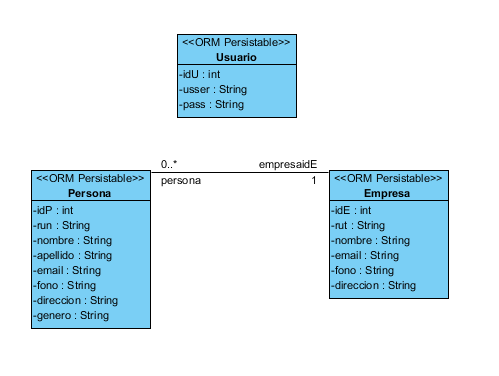 <<ORM Persistable>>
Usuario
-idU : int
-usser : String
-pass : String
0..*
empresaidE
persona
1
<<ORM Persistable>>
Persona
-idP : int
-run : String
-nombre : String
-apellido : String
-email : String
-fono : String
-direccion : String
-genero : String
<<ORM Persistable>>
Empresa
-idE : int
-rut : String
-nombre : String
-email : String
-fono : String
-direccion : String